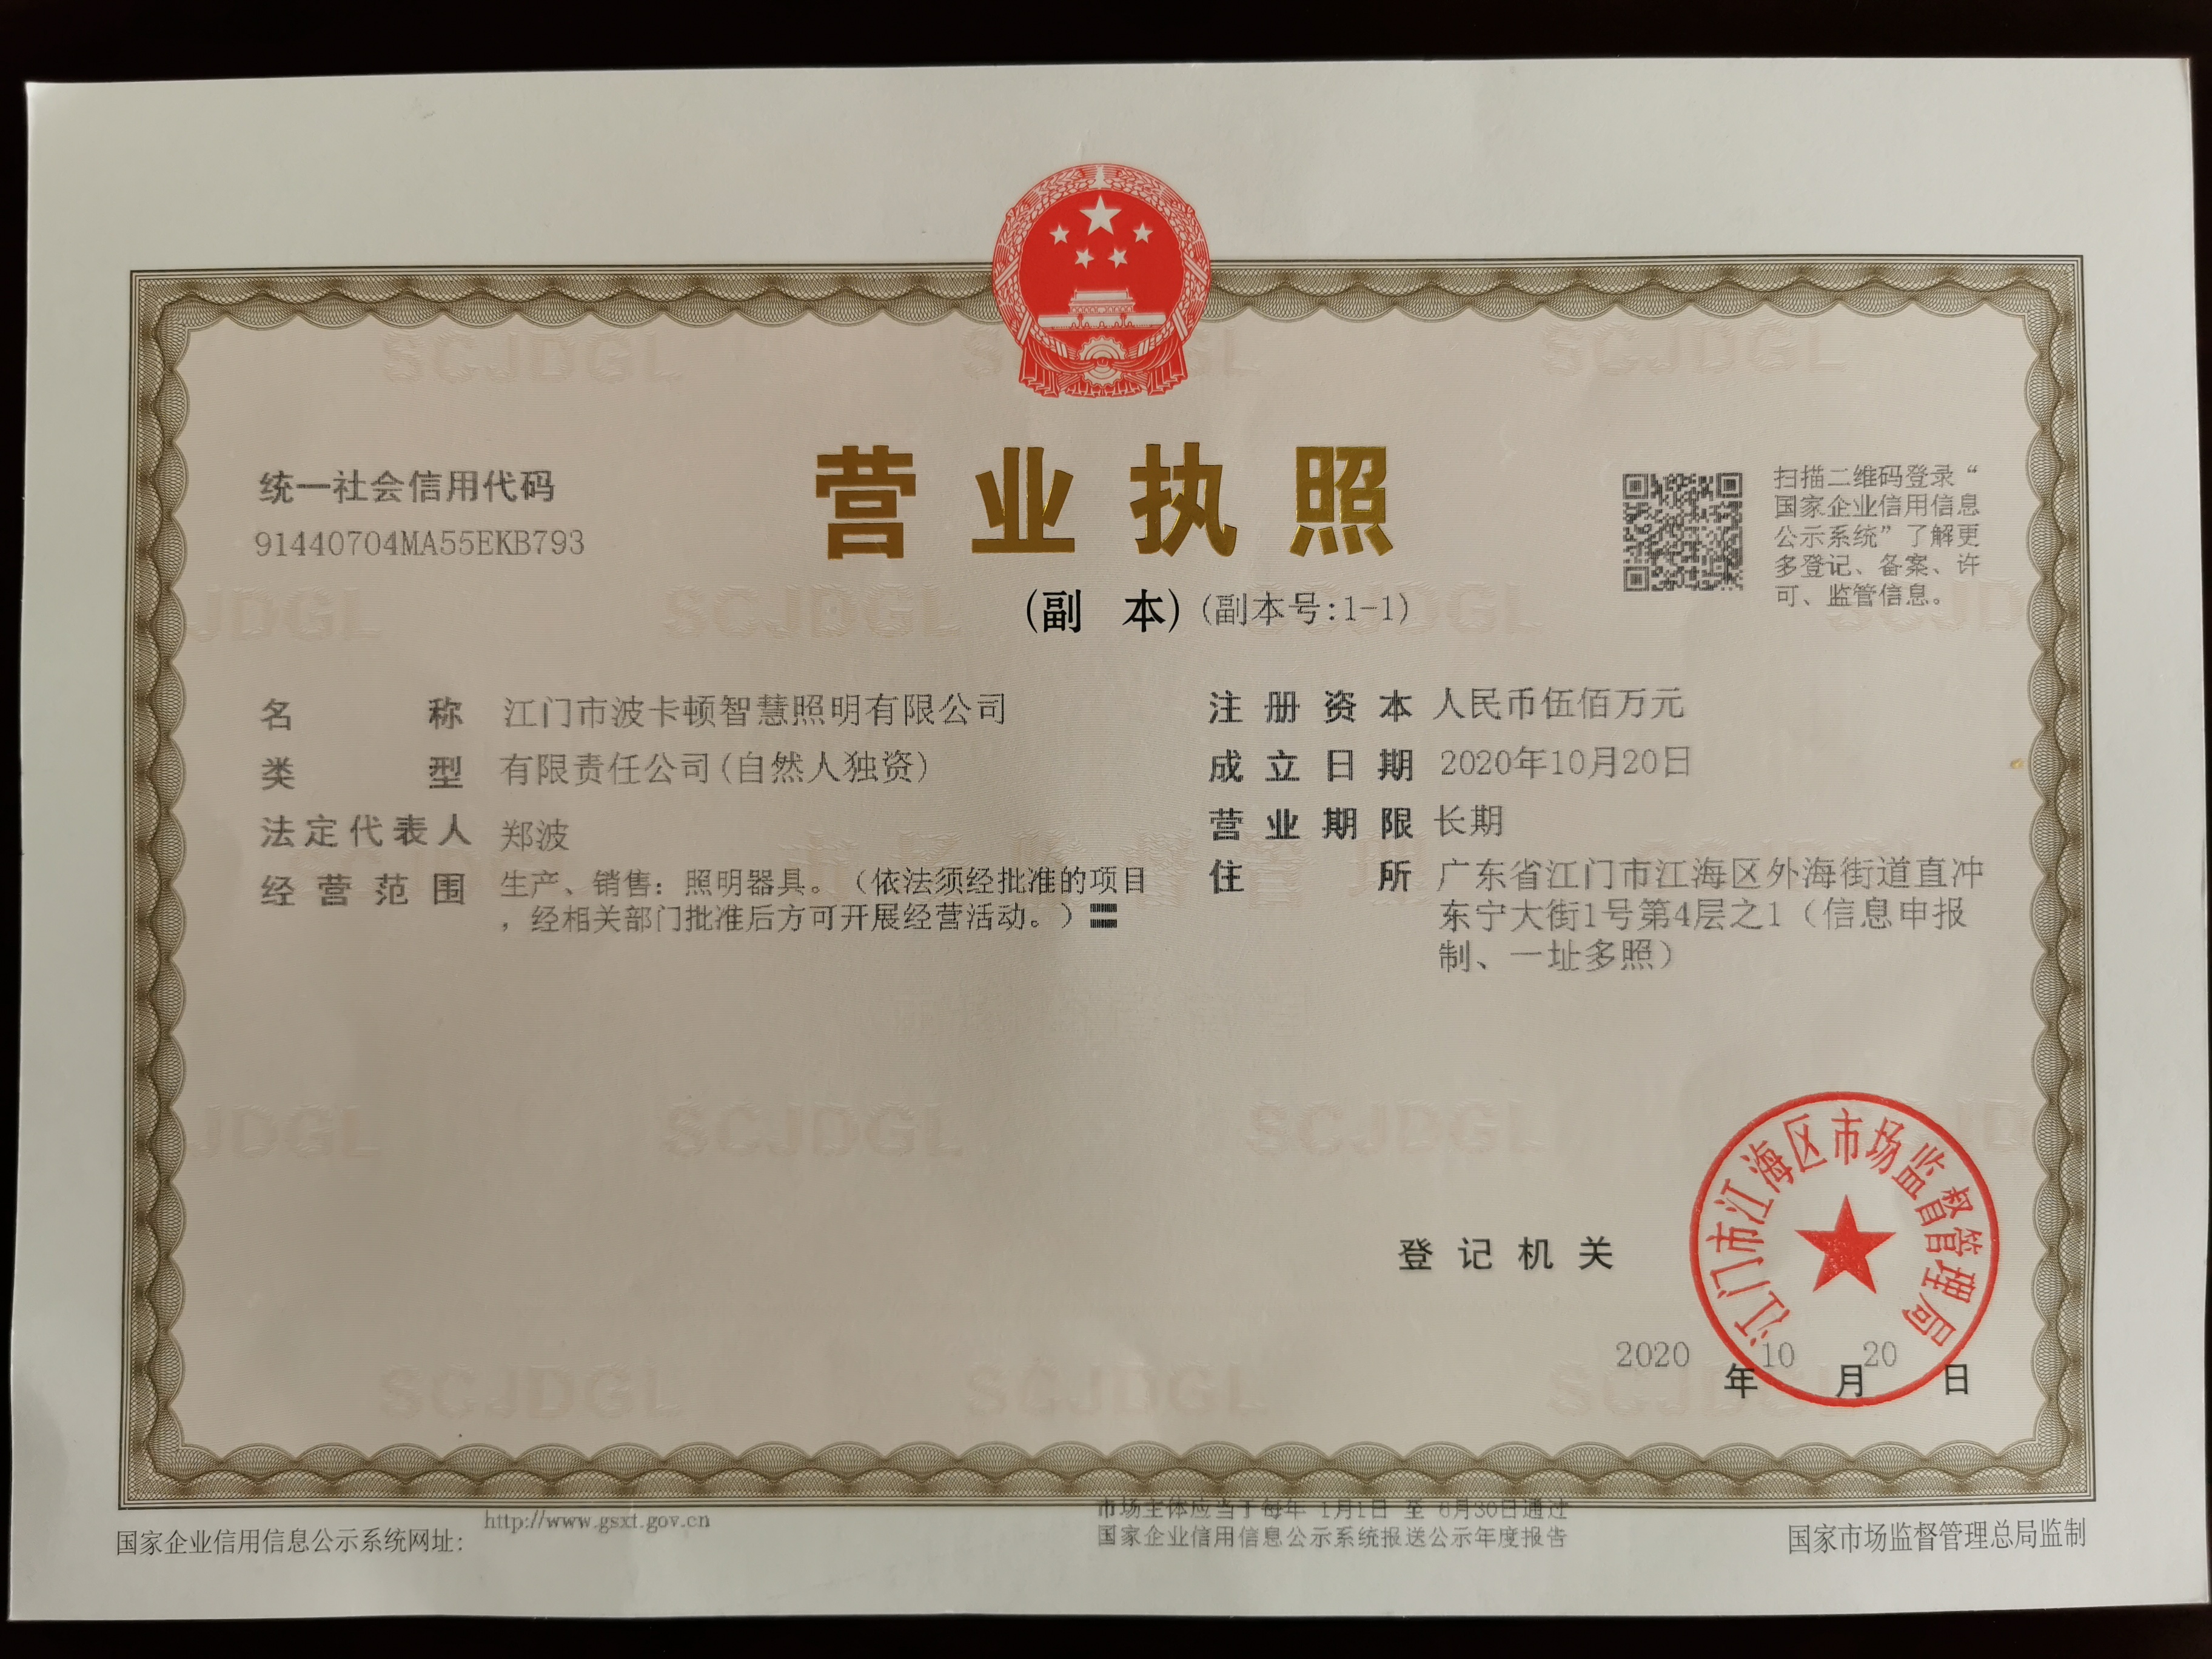 统一社会信用代码
91440704MA55EKB793
营业执照
(副 本) (副本号:1-1)
扫描二维码登录“
国家企业信用信息
公示系统”了解更
多登记、备案、许
可、监管信息。
名 称 江门市波卡顿智慧照明有限公司
类 型 有限责任公司(自然人独资)
法定代表人 郑波
经营范围 生产、销售：照明器具。（依法须经批准的项目
，经相关部门批准后方可开展经营活动。）
注册资本 人民币伍佰万元
成立日期 2020年10月20日
营业期限 长期
住 所 广东省江门市江海区外海街道直冲
东宁大街1号第4层之1（信息申报
制、一址多照）
登记机关
江门市江海区市场监督管理局
2020 年 10 月 20 日
国家企业信用信息公示系统网址: http://www.gsxt.gov.cn
市场主体应当于每年 1月1日 至 6月30日通过
国家企业信用信息公示系统报送公示年度报告
国家市场监督管理总局监制
SCJDGL
SCJDGL
JDGL
SCJDGL
JDGL
SCJDGL
SCJDGL
SCJDGL
SCJDGL